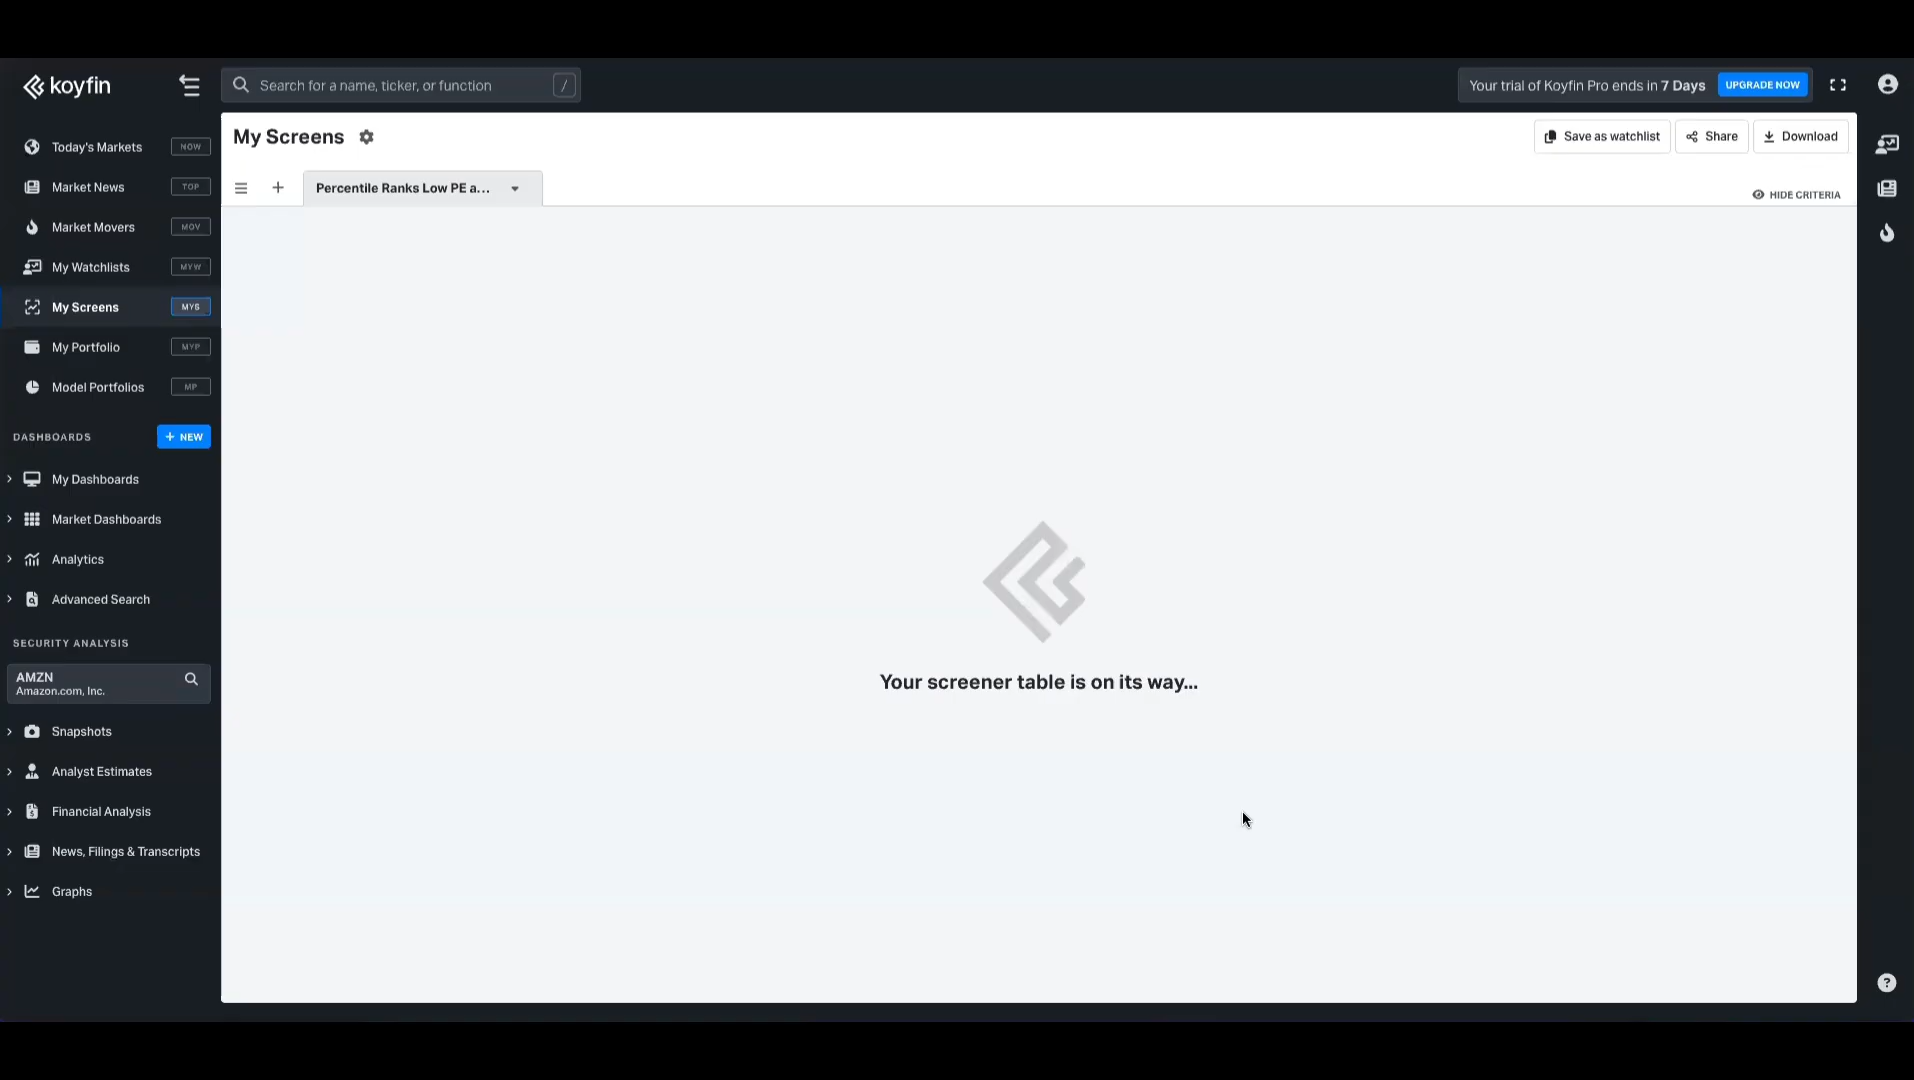 koyfin
Search for a name, ticker, or function
/
Your trial of Koyfin Pro ends in 7 Days
UPGRADE NOW
Today's Markets
NOW
Market News
TOP
Market Movers
MOV
My Watchlists
MYW
My Screens
MYS
My Portfolio
MYP
Model Portfolios
MP
DASHBOARDS
+ NEW
My Dashboards
Market Dashboards
Analytics
Advanced Search
SECURITY ANALYSIS
AMZN
Amazon.com, Inc.
Snapshots
Analyst Estimates
Financial Analysis
News, Filings & Transcripts
Graphs
My Screens
Save as watchlist
Share
Download
Percentile Ranks Low PE a...
HIDE CRITERIA
Your screener table is on its way...
?